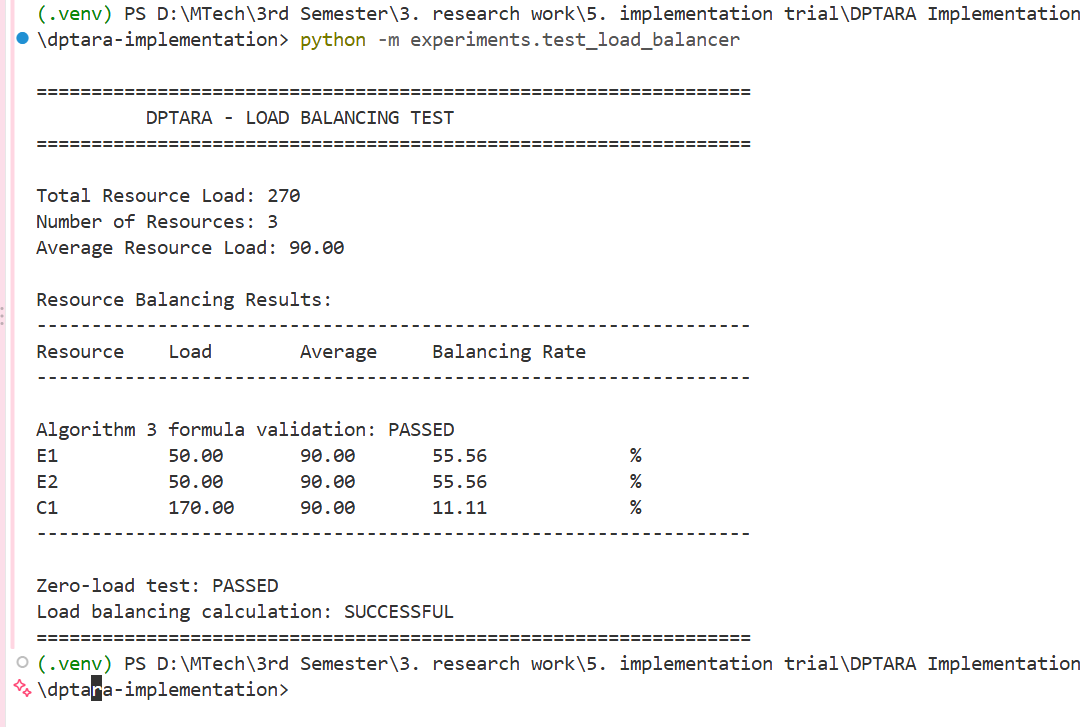 (.venv) PS D:\MTech\3rd Semester\3. research work\5. implementation trial\DPTARA Implementation
\dptara-implementation> python -m experiments.test_load_balancer
=================================================================
          DPTARA - LOAD BALANCING TEST
=================================================================
Total Resource Load: 270
Number of Resources: 3
Average Resource Load: 90.00
Resource Balancing Results:
-----------------------------------------------------------------
Resource    Load        Average     Balancing Rate
-----------------------------------------------------------------
Algorithm 3 formula validation: PASSED
E1          50.00       90.00       55.56             %
E2          50.00       90.00       55.56             %
C1          170.00      90.00       11.11             %
-----------------------------------------------------------------
Zero-load test: PASSED
Load balancing calculation: SUCCESSFUL
=================================================================
(.venv) PS D:\MTech\3rd Semester\3. research work\5. implementation trial\DPTARA Implementation
\dptara-implementation>